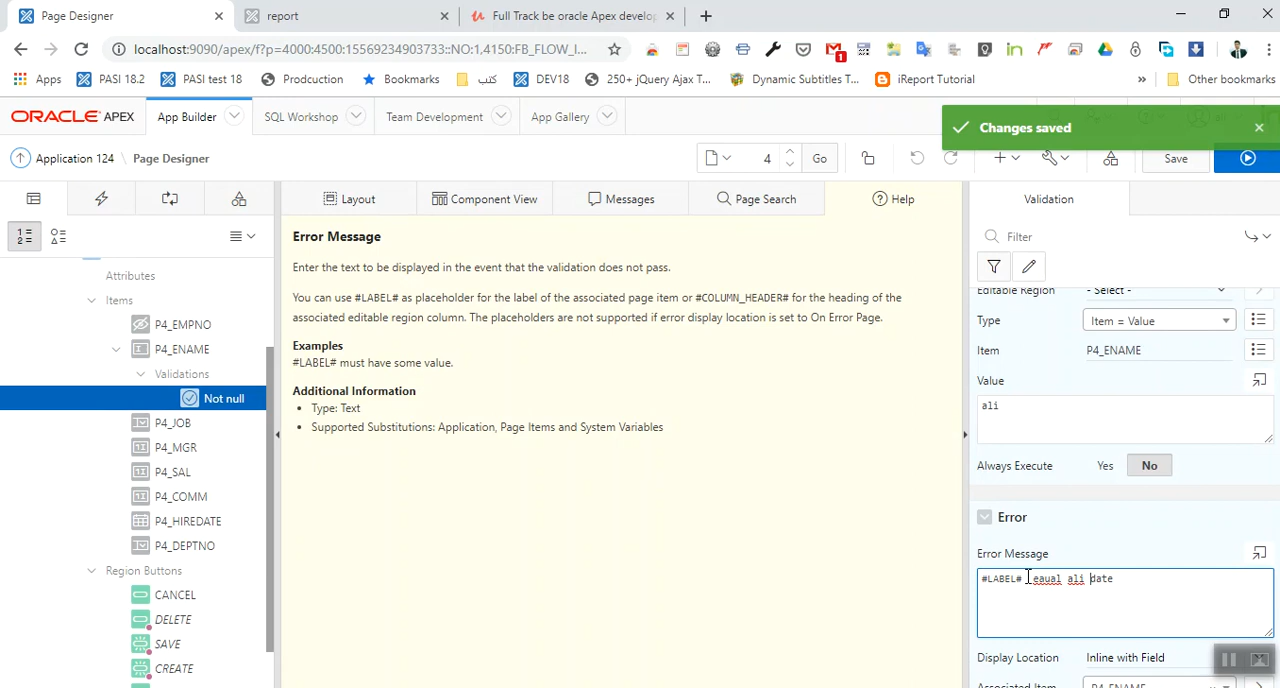 Page Designer
report
Full Track be oracle Apex develop
localhost:9090/apex/f?p=4000:4500:15569234903733::NO:1,4150:FB_FLOW_I...
1
Apps
PASI 18.2
PASI test 18
Prodcution
Bookmarks
كتب
DEV18
250+ jQuery Ajax T...
Dynamic Subtitles T...
iReport Tutorial
»
Other bookmarks
ORACLE APEX
App Builder
SQL Workshop
Team Development
App Gallery
Changes saved
Application 124
Page Designer
4
Go
Save
Layout
Component View
Messages
Page Search
Help
Validation
Filter
Attributes
Items
P4_EMPNO
P4_ENAME
Validations
Not null
P4_JOB
P4_MGR
P4_SAL
P4_COMM
P4_HIREDATE
P4_DEPTNO
Region Buttons
CANCEL
DELETE
SAVE
CREATE
Error Message
Enter the text to be displayed in the event that the validation does not pass.
You can use #LABEL# as placeholder for the label of the associated page item or #COLUMN_HEADER# for the heading of the
associated editable region column. The placeholders are not supported if error display location is set to On Error Page.
Examples
#LABEL# must have some value.
Additional Information
• Type: Text
• Supported Substitutions: Application, Page Items and System Variables
Editable Region - Select -
Type Item = Value
Item P4_ENAME
Value
ali
Always Execute Yes No
Error
Error Message
#LABEL# eaual ali date
Display Location Inline with Field
Associated Item P4_ENAME